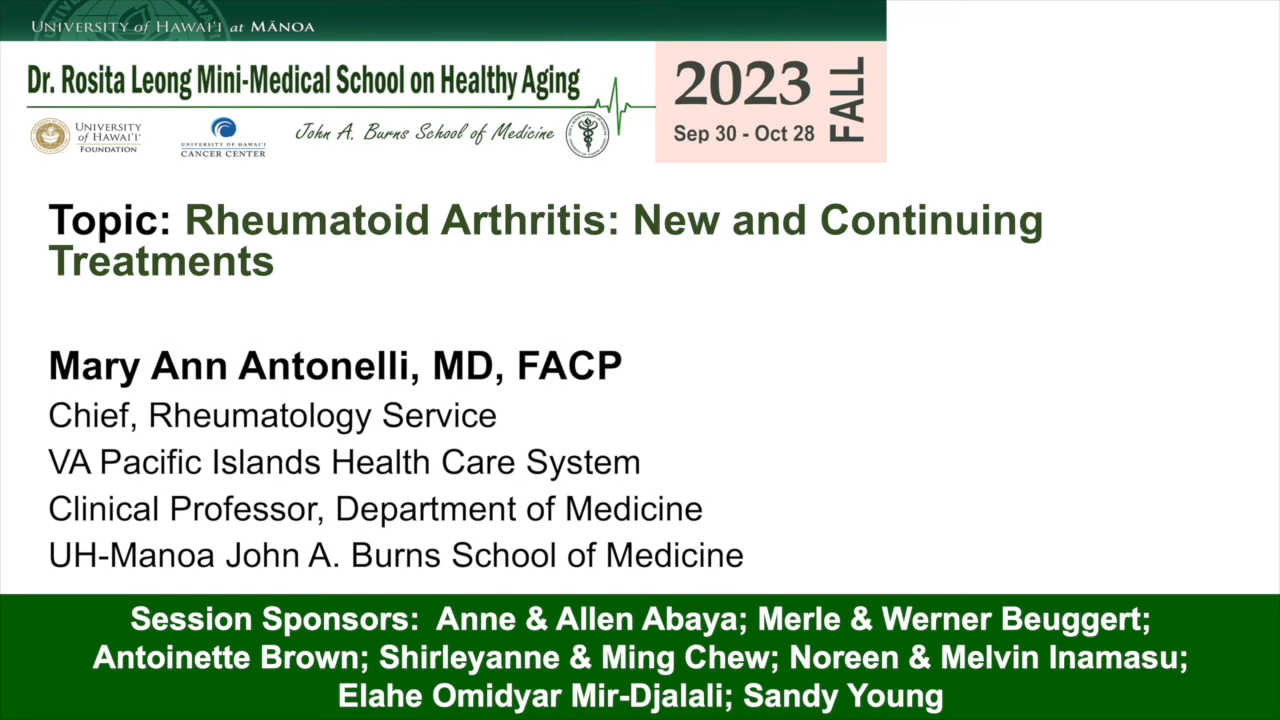 UNIVERSITY of HAWAIʻI at MĀNOA
Dr. Rosita Leong Mini-Medical School on Healthy Aging
2023
FALL
Sep 30 - Oct 28
UNIVERSITY
of HAWAIʻI
FOUNDATION
UNIVERSITY OF HAWAIʻI
CANCER CENTER
John A. Burns School of Medicine
Topic: Rheumatoid Arthritis: New and Continuing
Treatments
Mary Ann Antonelli, MD, FACP
Chief, Rheumatology Service
VA Pacific Islands Health Care System
Clinical Professor, Department of Medicine
UH-Manoa John A. Burns School of Medicine
Session Sponsors: Anne & Allen Abaya; Merle & Werner Beuggert;
Antoinette Brown; Shirleyanne & Ming Chew; Noreen & Melvin Inamasu;
Elahe Omidyar Mir-Djalali; Sandy Young